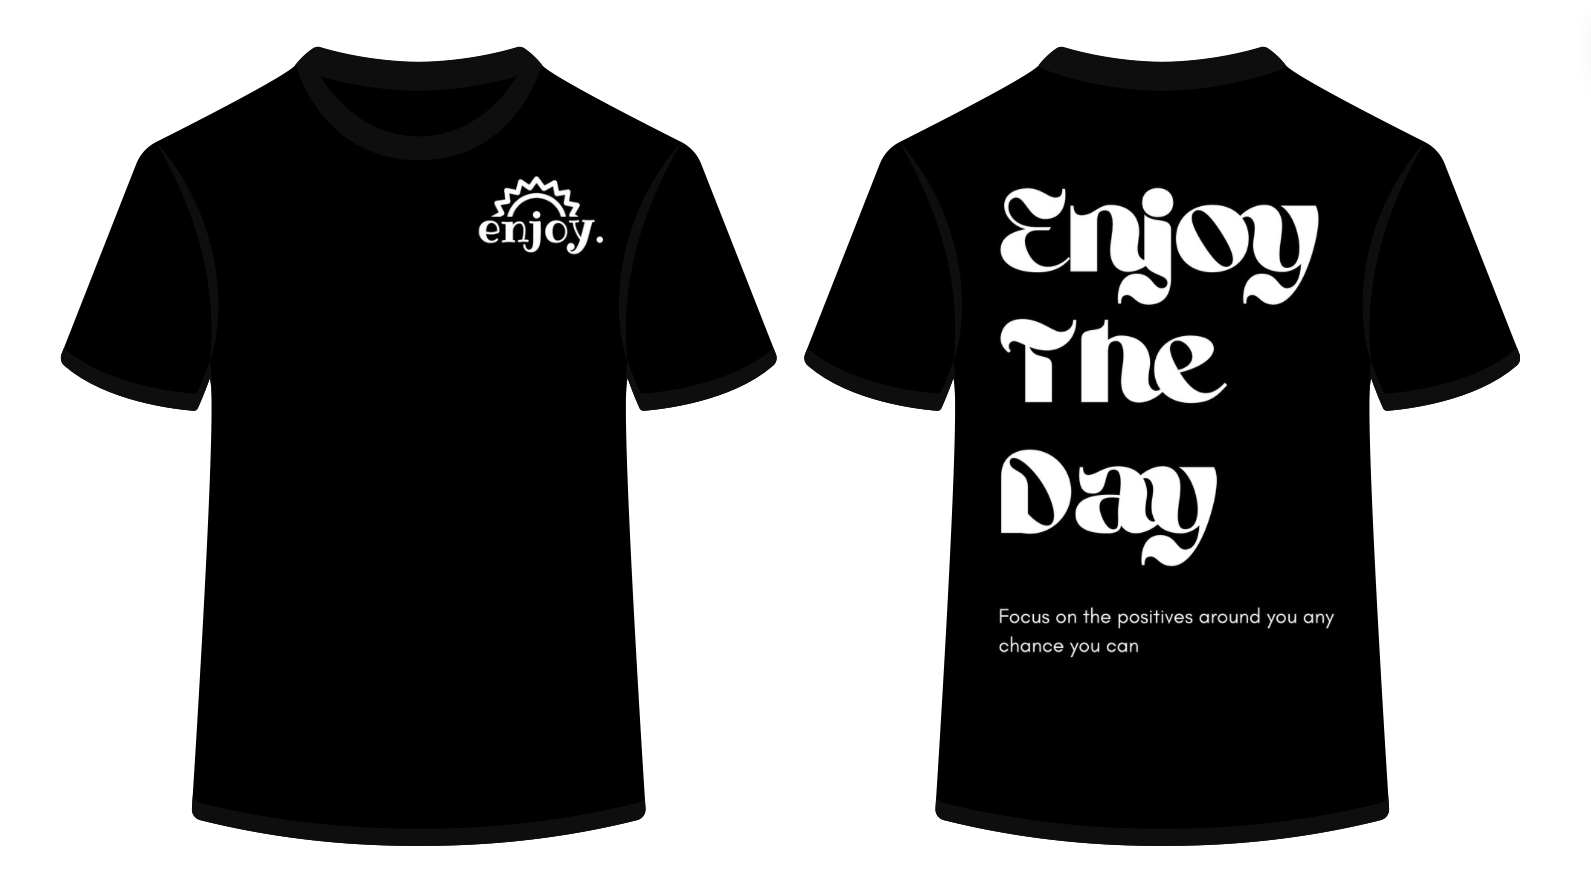 enjoy.
Enjoy
The
Day
Focus on the positives around you any
chance you can